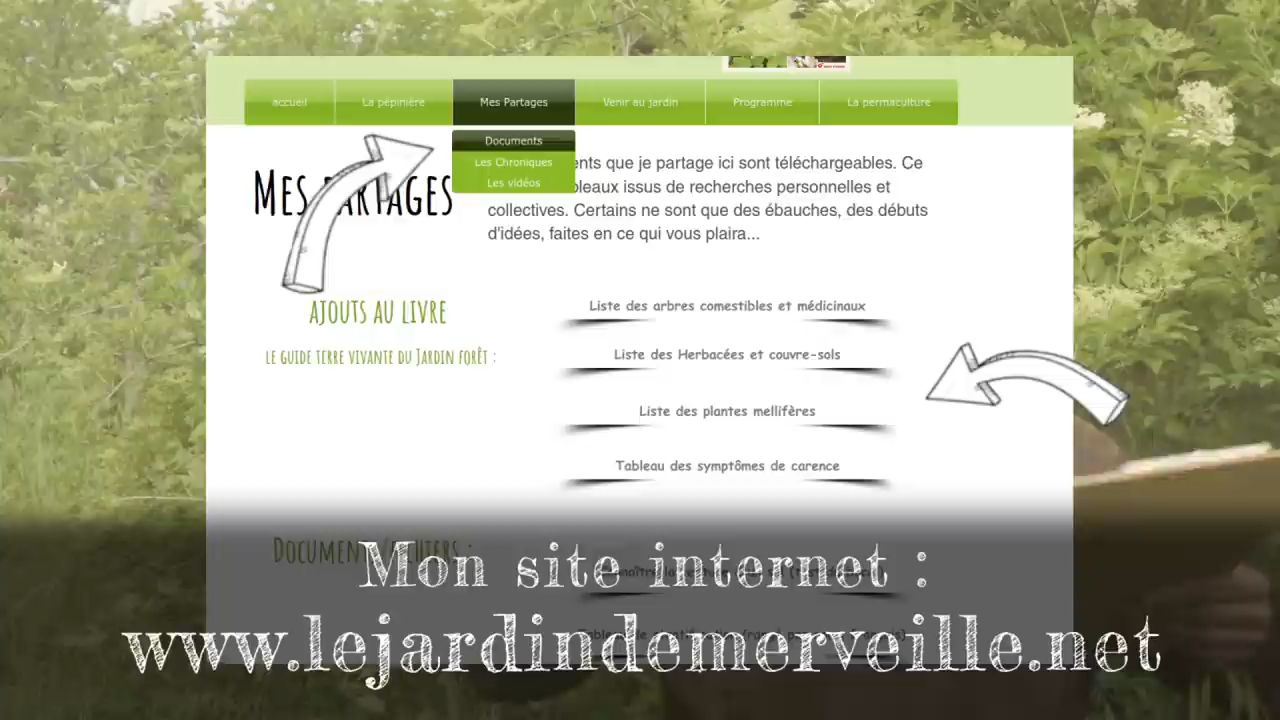 accueil
La pépinière
Mes Partages
Venir au jardin
Programme
La permaculture
Documents
Les Chroniques
Les vidéos
Mes partages
que je partage ici sont téléchargeables. Ce
issus de recherches personnelles et
collectives. Certains ne sont que des ébauches, des débuts
d'idées, faites en ce qui vous plaira...
ajouts au livre
le guide terre vivante du Jardin forêt :
Liste des arbres comestibles et médicinaux
Liste des Herbacées et couvre-sols
Liste des plantes mellifères
Tableau des symptômes de carence
Mon site internet :
www.lejardindemerveille.net